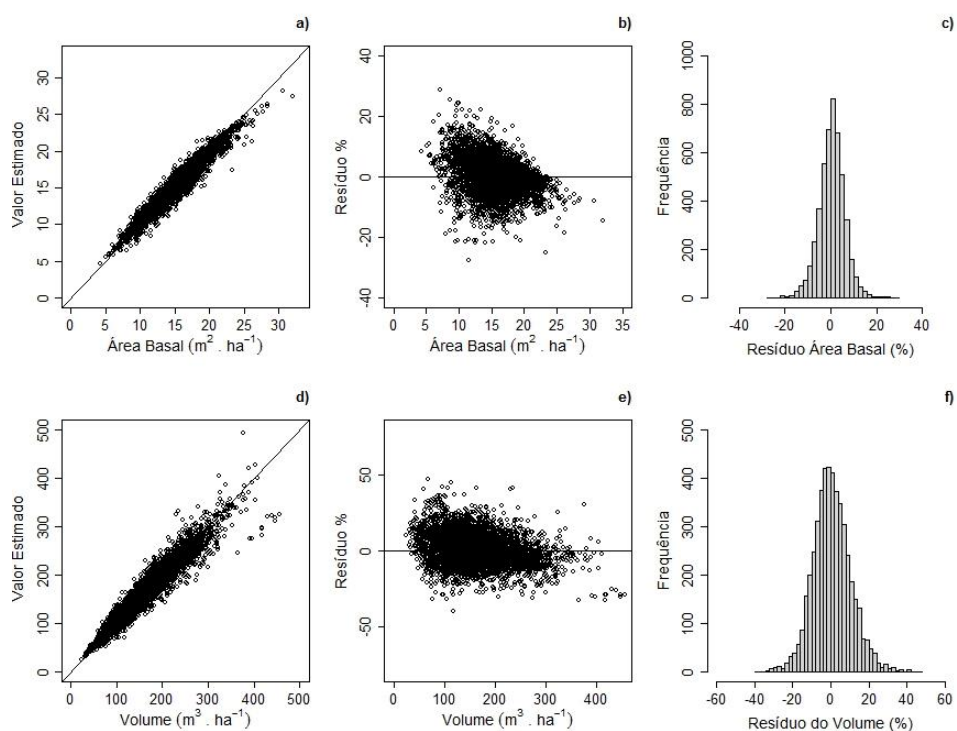 a)
Valor Estimado
30
25
20
15
10
5
0
0 5 10 15 20 25 30
Área Basal (m² . ha⁻¹)
b)
Resíduo %
40
20
0
-20
-40
0 5 10 15 20 25 30 35
Área Basal (m² . ha⁻¹)
c)
Frequência
1000
800
600
400
200
0
-40 -20 0 20 40
Resíduo Área Basal (%)
d)
Valor Estimado
500
400
300
200
100
0
0 100 200 300 400 500
Volume (m³ . ha⁻¹)
e)
Resíduo %
50
0
-50
0 100 200 300 400
Volume (m³ . ha⁻¹)
f)
Frequência
500
400
300
200
100
0
-60 -40 -20 0 20 40 60
Resíduo do Volume (%)